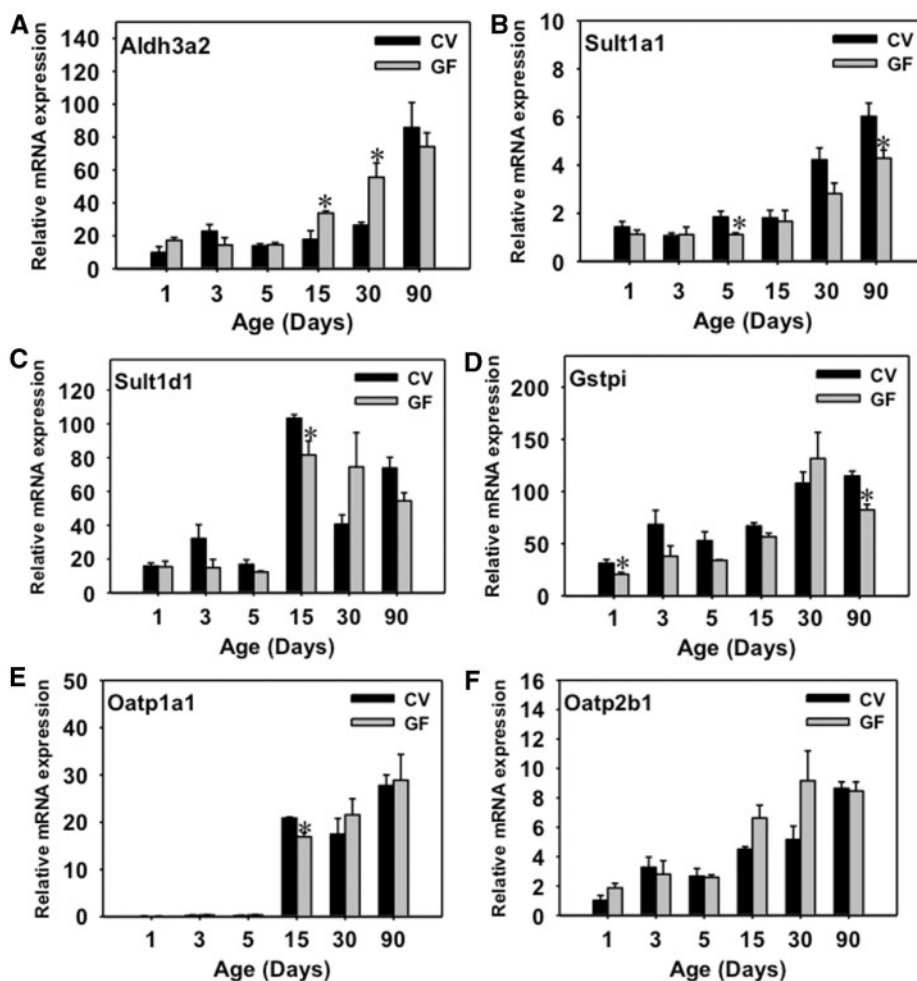 A
Aldh3a2
CV
GF
Relative mRNA expression
140
120
100
80
60
40
20
0
*
*
1 3 5 15 30 90
Age (Days)
B
Sult1a1
CV
GF
Relative mRNA expression
10
8
6
4
2
0
*
*
1 3 5 15 30 90
Age (Days)
C
Sult1d1
CV
GF
Relative mRNA expression
120
100
80
60
40
20
0
*
1 3 5 15 30 90
Age (Days)
D
Gstpi
CV
GF
Relative mRNA expression
200
150
100
50
0
*
*
1 3 5 15 30 90
Age (Days)
E
Oatp1a1
CV
GF
Relative mRNA expression
50
40
30
20
10
0
*
1 3 5 15 30 90
Age (Days)
F
Oatp2b1
CV
GF
Relative mRNA expression
16
14
12
10
8
6
4
2
0
1 3 5 15 30 90
Age (Days)